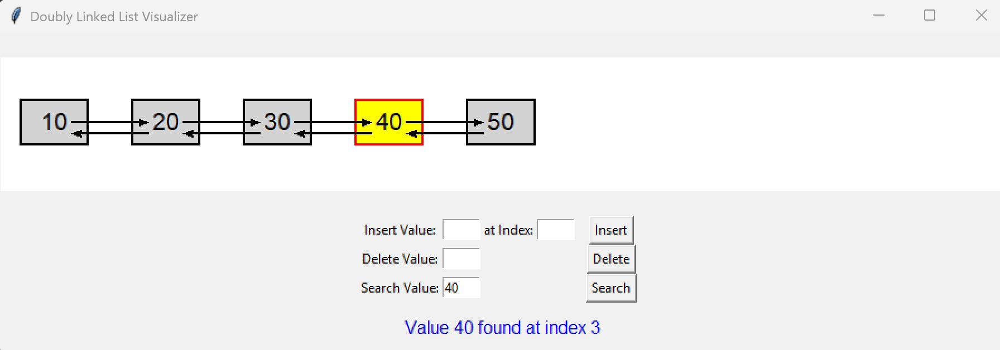 Doubly Linked List Visualizer
10 20 30 40 50
Insert Value: at Index: Insert
Delete Value: Delete
Search Value: 40 Search
Value 40 found at index 3